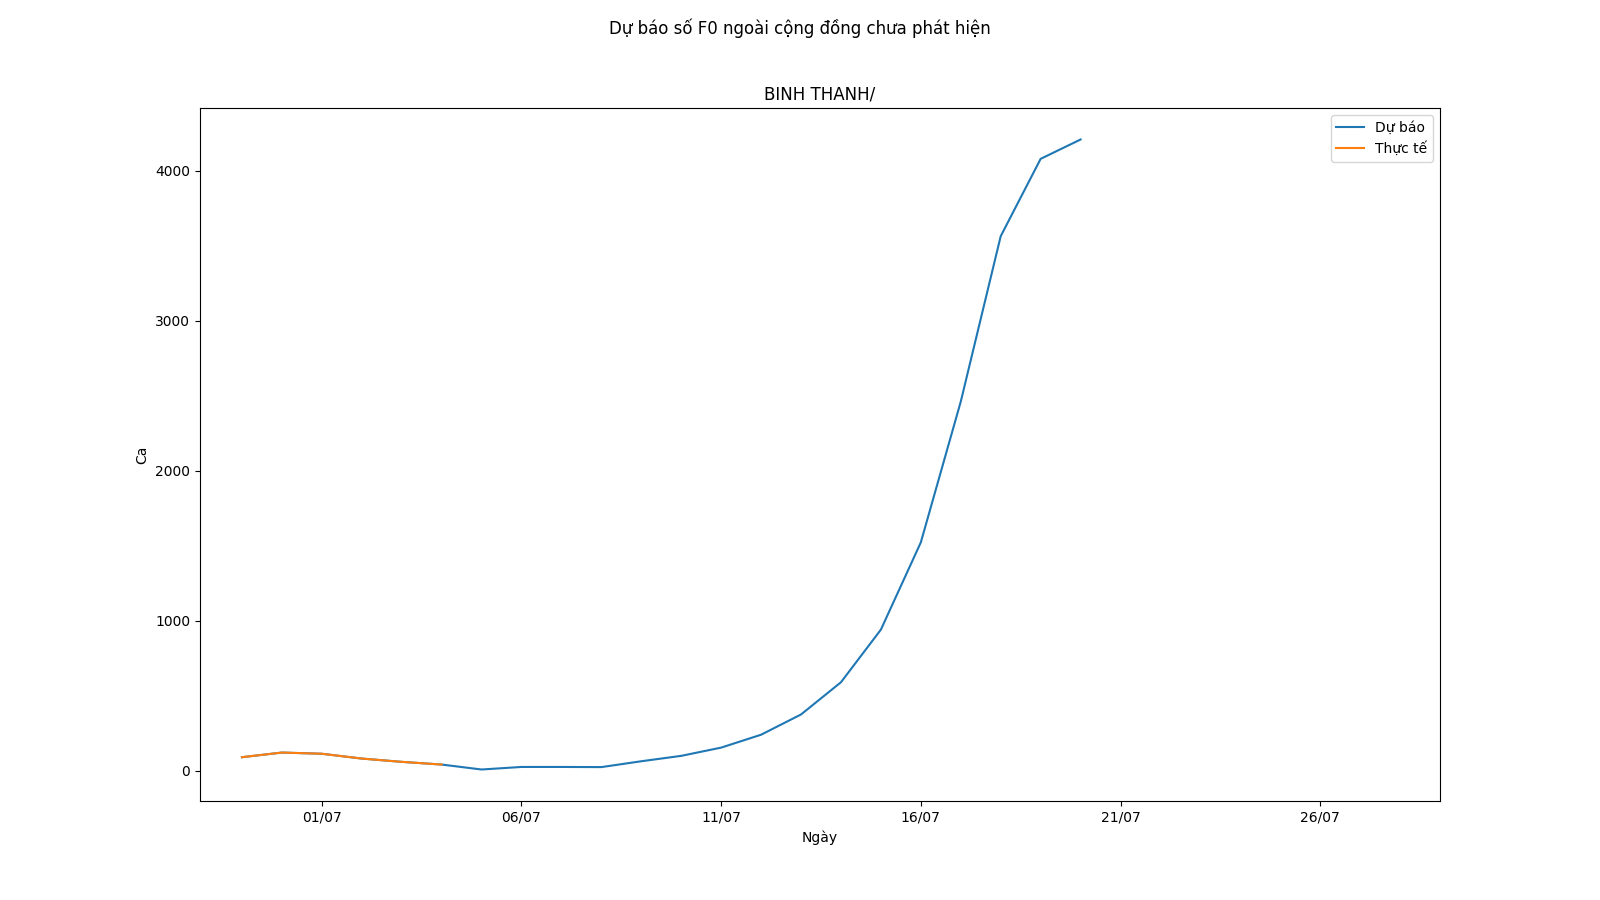 Dự báo số F0 ngoài cộng đồng chưa phát hiện
BINH THANH/
Dự báo
Thực tế
4000
3000
2000
1000
0
Ca
01/07
06/07
11/07
16/07
21/07
26/07
Ngày